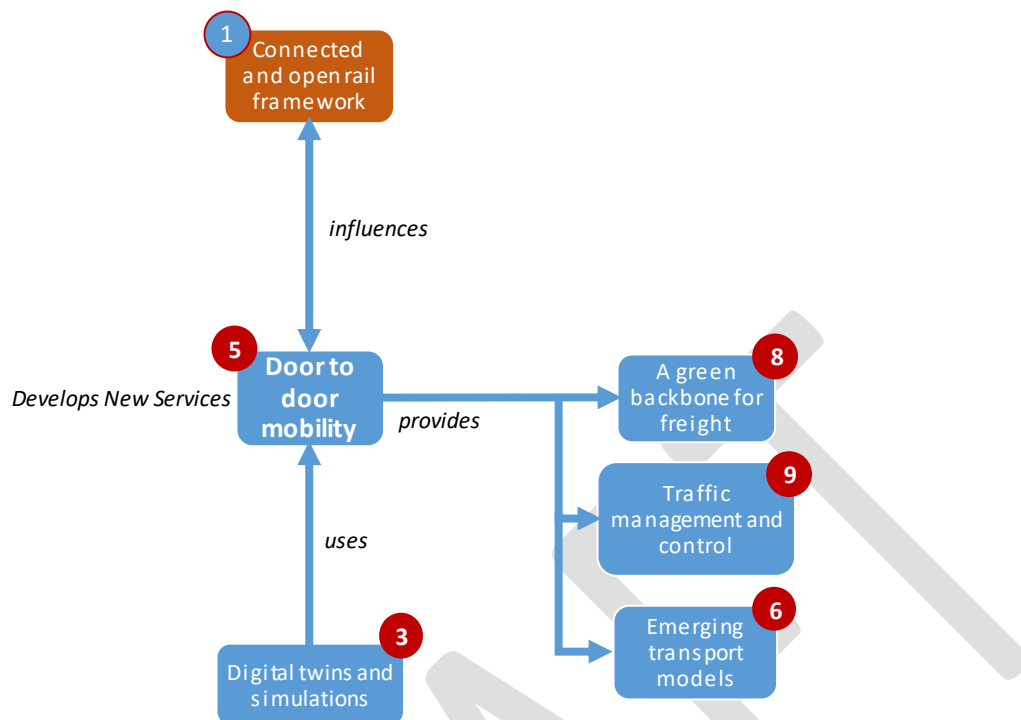 1
Connected
and open rail
framework
influences
5
Door to
door
mobility
Develops New Services
provides
8
A green
backbone for
freight
9
Traffic
management and
control
uses
6
Emerging
transport
models
3
Digital twins and
simulations